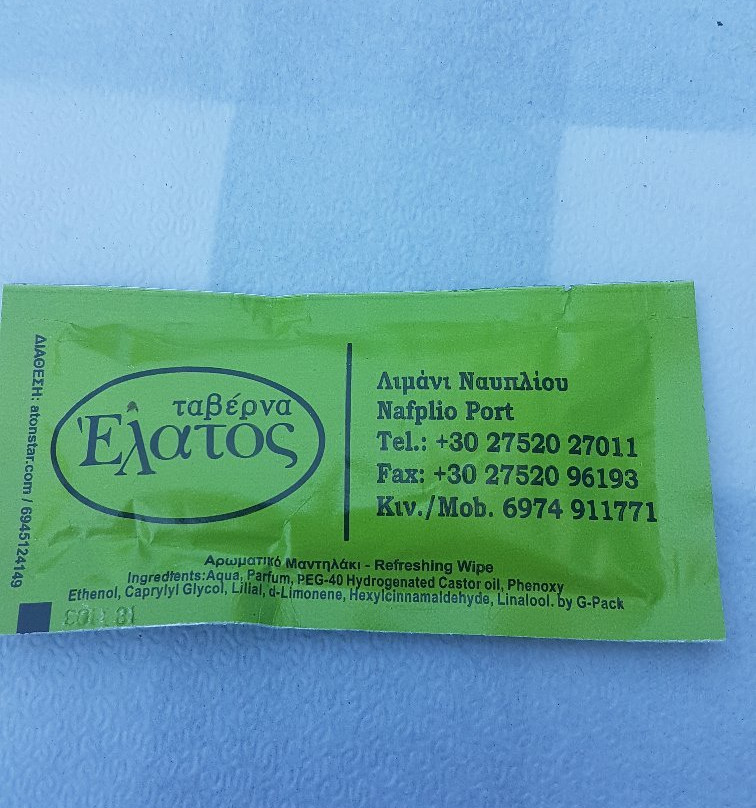 ΔΙΑΘΕΣΗ: atonstar.com / 6945124149
ταβέρνα
Έλατος
Λιμάνι Ναυπλίου
Nafplio Port
Tel.: +30 27520 27011
Fax: +30 27520 96193
Κιν./Mob. 6974 911771
Αρωματικό Μαντηλάκι - Refreshing Wipe
Ingredients:Aqua, Parfum, PEG-40 Hydrogenated Castor oil, Phenoxy
Ethenol, Caprylyl Glycol, Lilial, d-Limonene, Hexylcinnamaldehyde, Linalool. by G-Pack